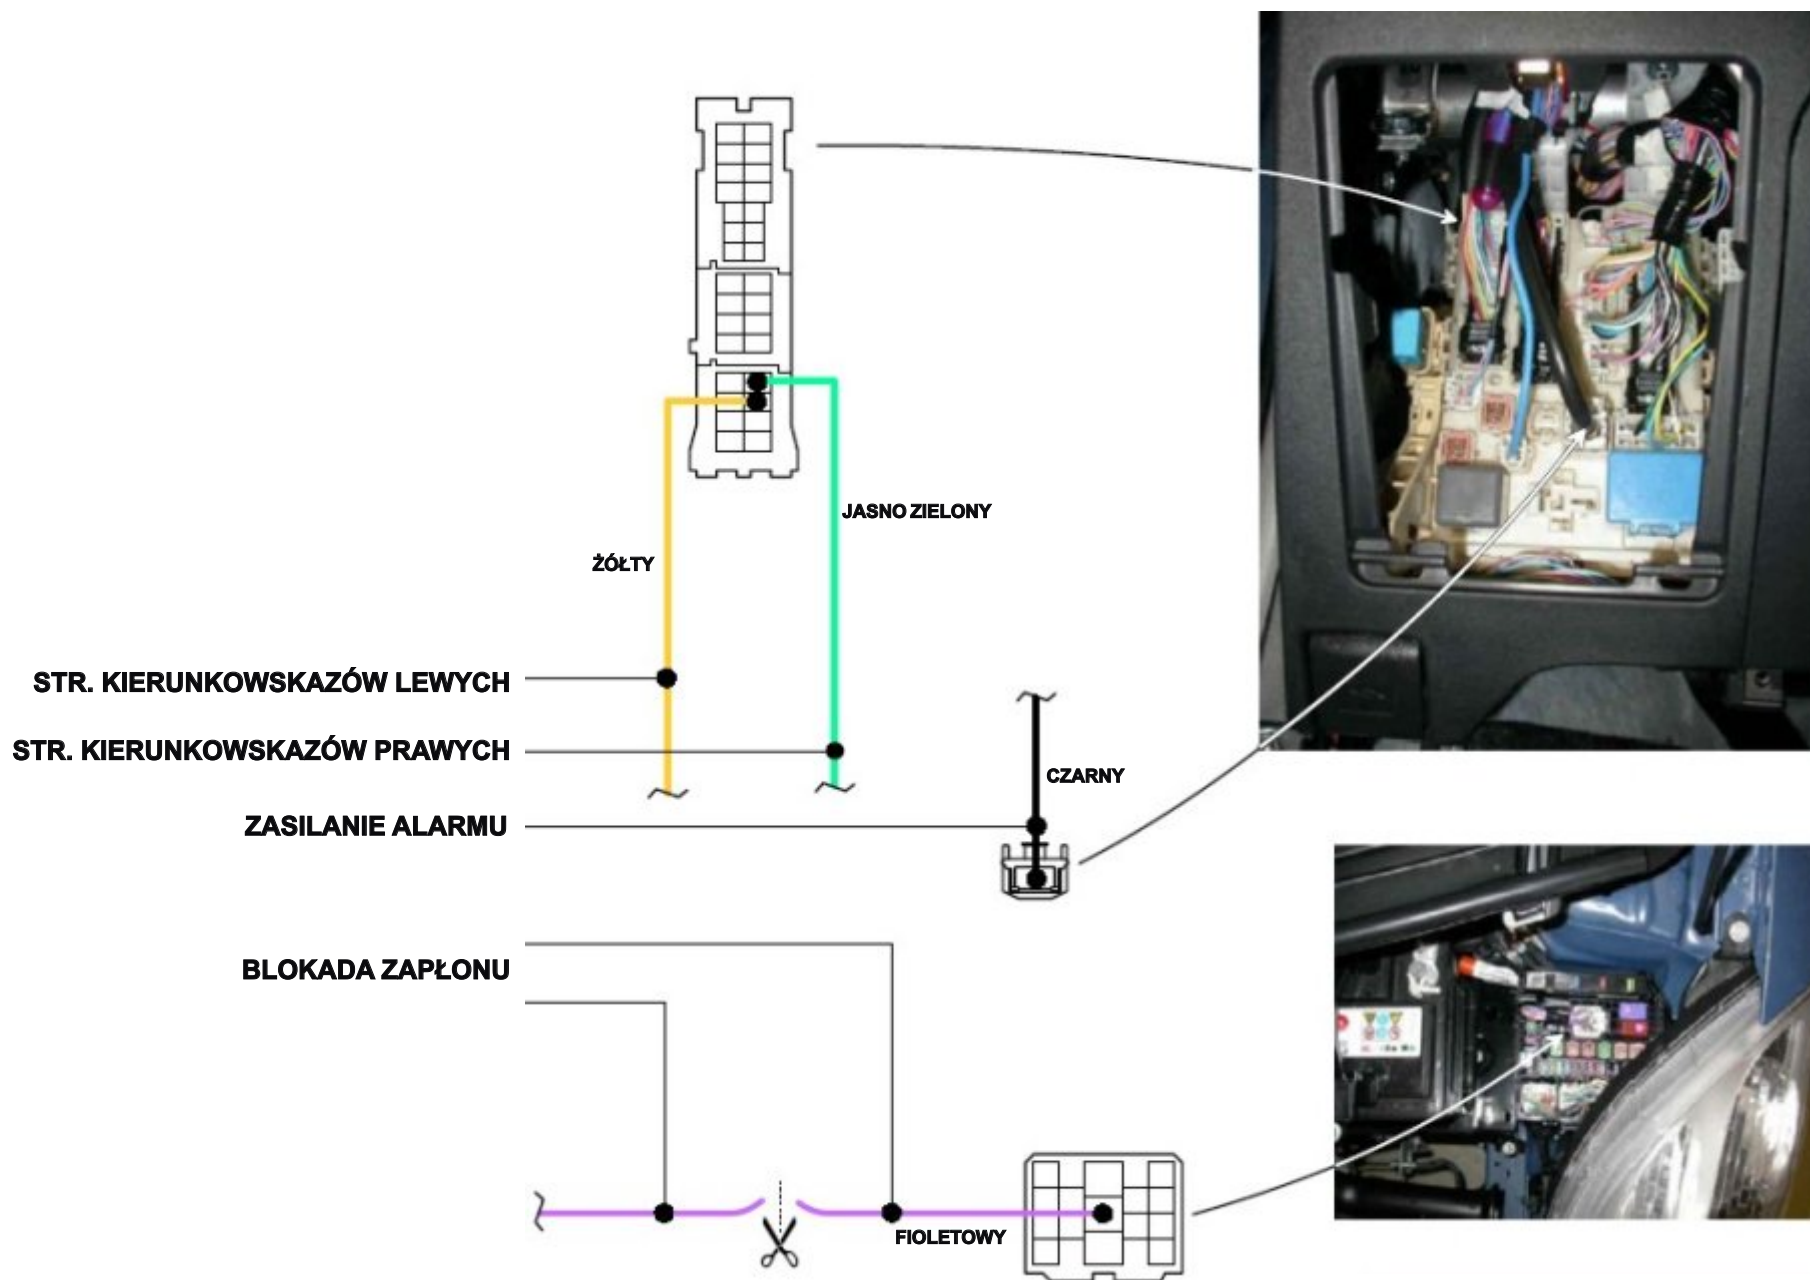 JASNO ZIELONY
ŻÓŁTY
STR. KIERUNKOWSKAZÓW LEWYCH
STR. KIERUNKOWSKAZÓW PRAWYCH
CZARNY
ZASILANIE ALARMU
BLOKADA ZAPŁONU
FIOLETOWY